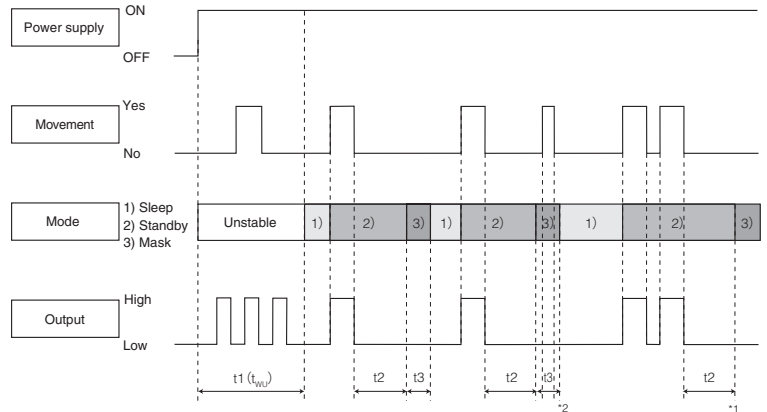 Power supply
ON
OFF
Movement
Yes
No
Mode
1) Sleep
2) Standby
3) Mask
Unstable
1)
2)
3)
1)
2)
3)
1)
2)
3)
Output
High
Low
t1 (tWU)
t2
t3
t2
t3
t2
*2
*1